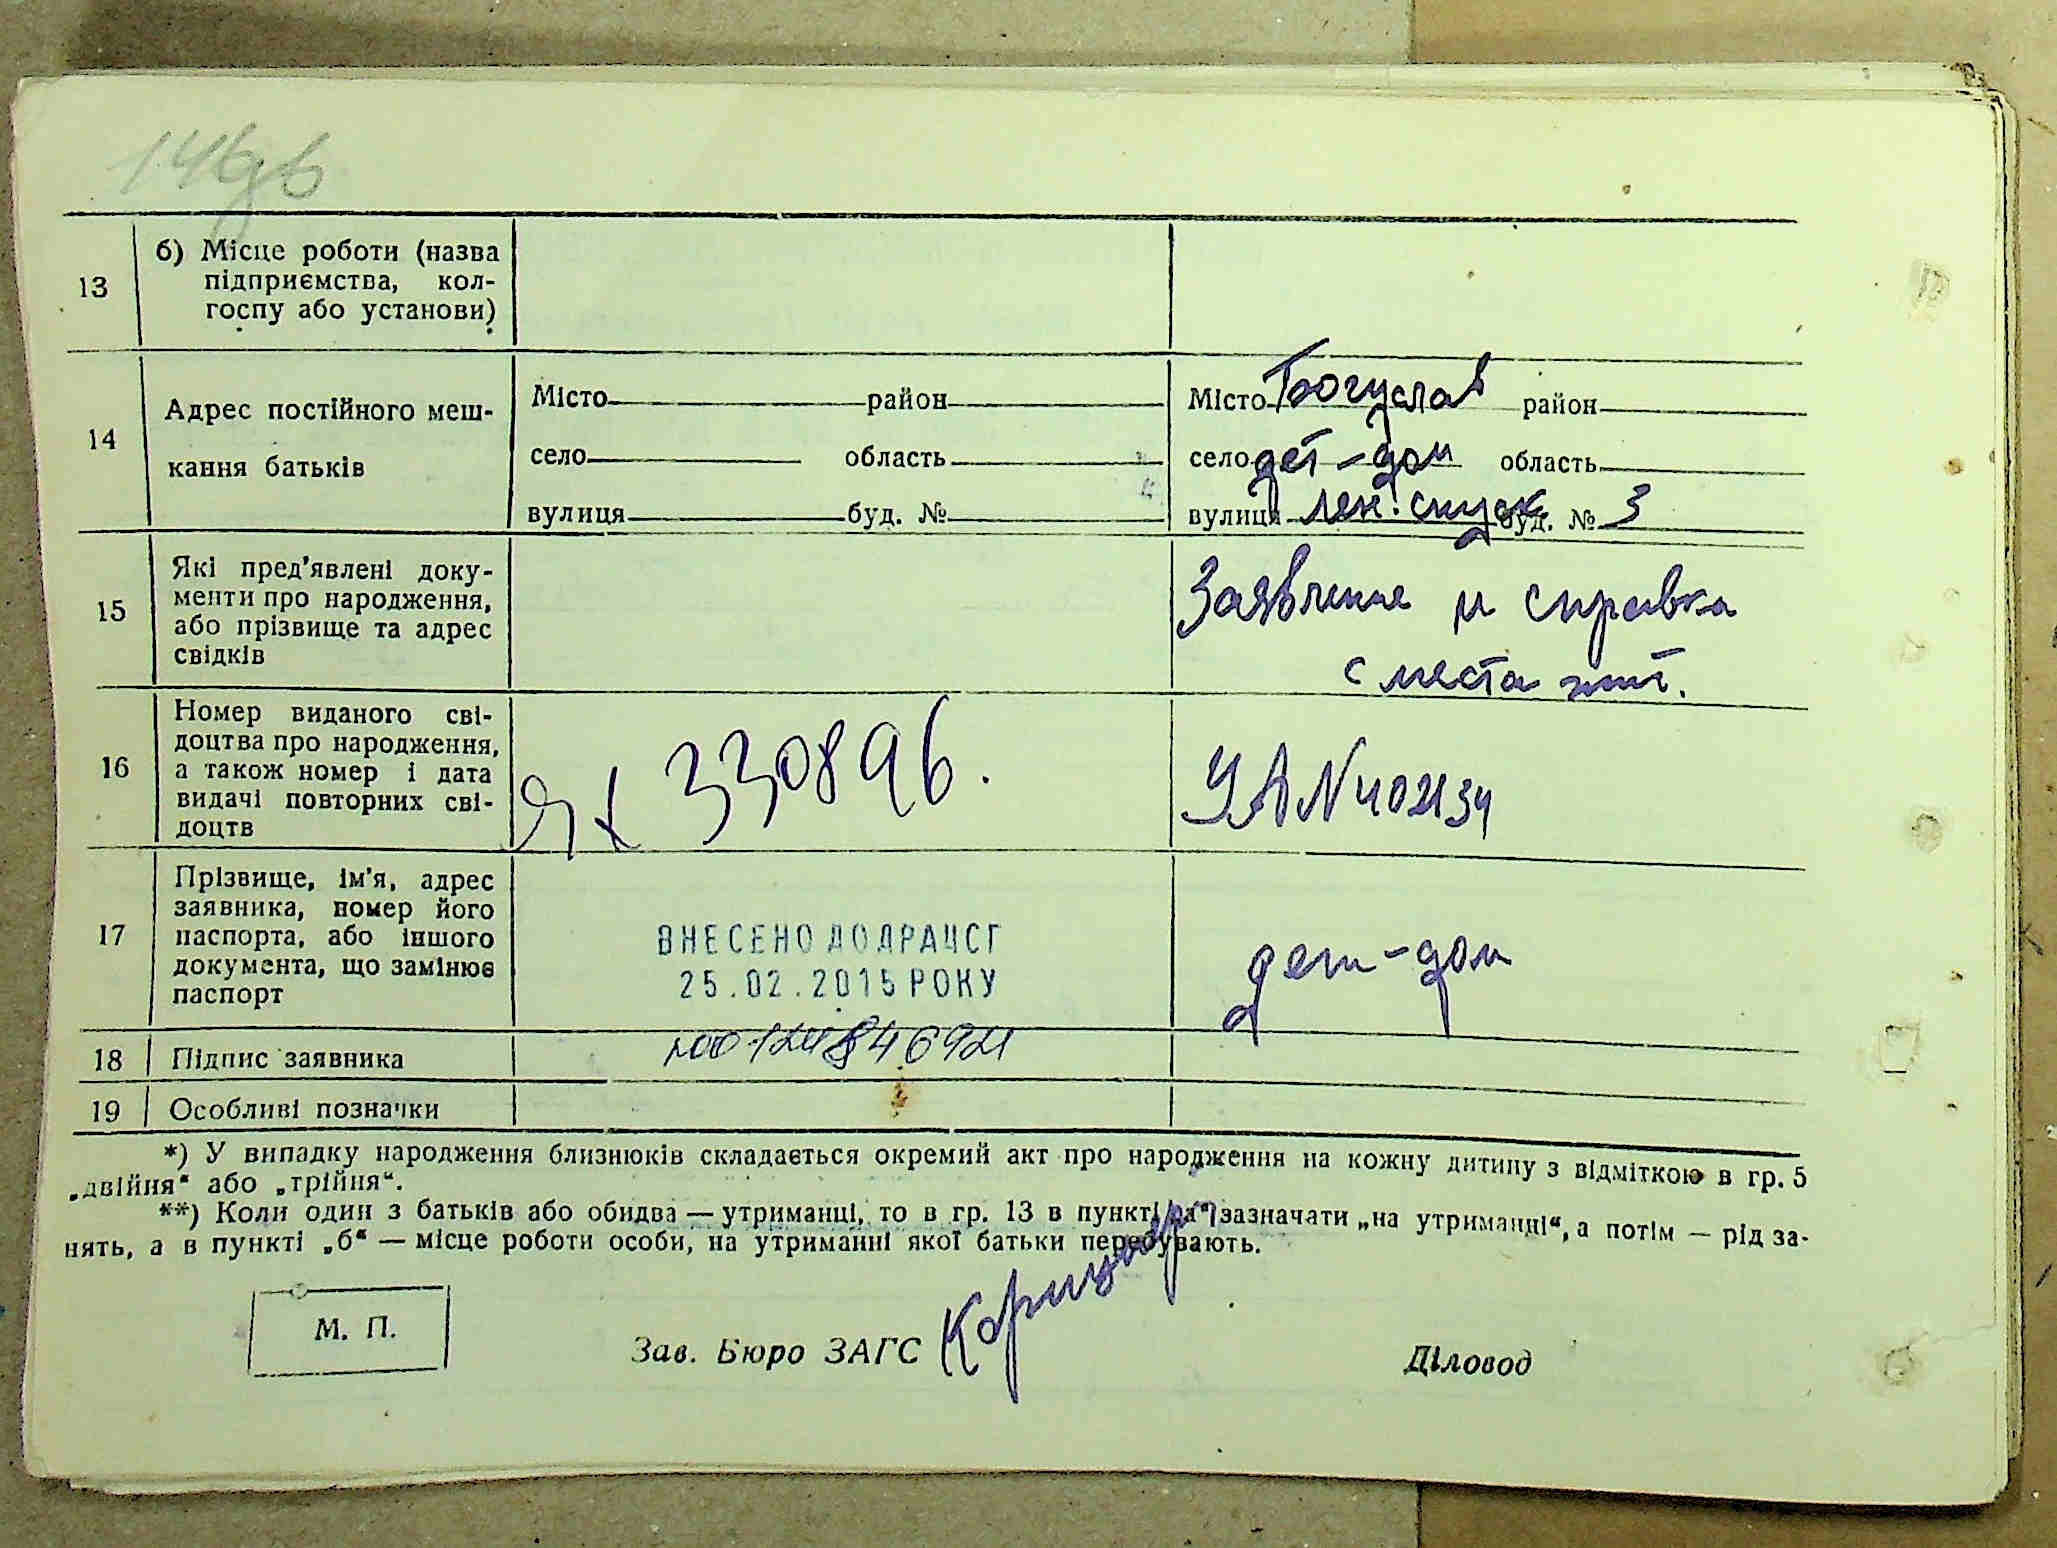 146
13
б) Місце роботи (назва
підприємства, кол-
госпу або установи)
14
Адрес постійного меш-
кання батьків
Місто район
село область
вулиця буд. №
Місто Богуслав район
село дет-дом область
вулиця Лен. спуск буд. № 3
15
Які пред'явлені доку-
менти про народження,
або прізвище та адрес
свідків
Заявление и справка
с места жит.
16
Номер виданого сві-
доцтва про народження,
а також номер і дата
видачі повторних сві-
доцтв
330896.
УА № 402134
17
Прізвище, ім'я, адрес
заявника, номер його
паспорта, або іншого
документа, що замінює
паспорт
ВНЕСЕНО ДО ДРАЦСГ
25.02.2015 РОКУ
дет-дом
18
Підпис заявника
19
Особливі позначки
*) У випадку народження близнюків складається окремий акт про народження на кожну дитину з відміткою в гр. 5
„двійня“ або „трійня“.
**) Коли один з батьків або обидва — утриманці, то в гр. 13 в пункті „а“ зазначати „на утриманні“, а потім — рід за-
нять, а в пункті „б“ — місце роботи особи, на утриманні якої батьки перебувають.
М. П.
Зав. Бюро ЗАГС
Діловод